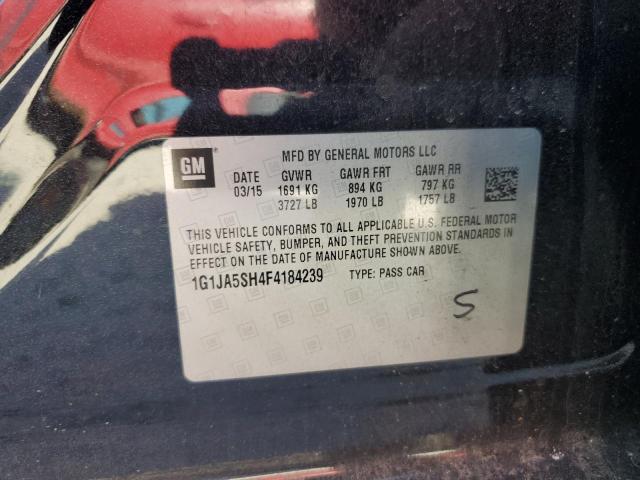 GM
MFD BY GENERAL MOTORS LLC
DATE GVWR GAWR FRT GAWR RR
03/15 1691 KG 894 KG 797 KG
3727 LB 1970 LB 1757 LB
THIS VEHICLE CONFORMS TO ALL APPLICABLE U.S. FEDERAL MOTOR
VEHICLE SAFETY, BUMPER, AND THEFT PREVENTION STANDARDS IN
EFFECT ON THE DATE OF MANUFACTURE SHOWN ABOVE.
1G1JA5SH4F4184239 TYPE: PASS CAR
5